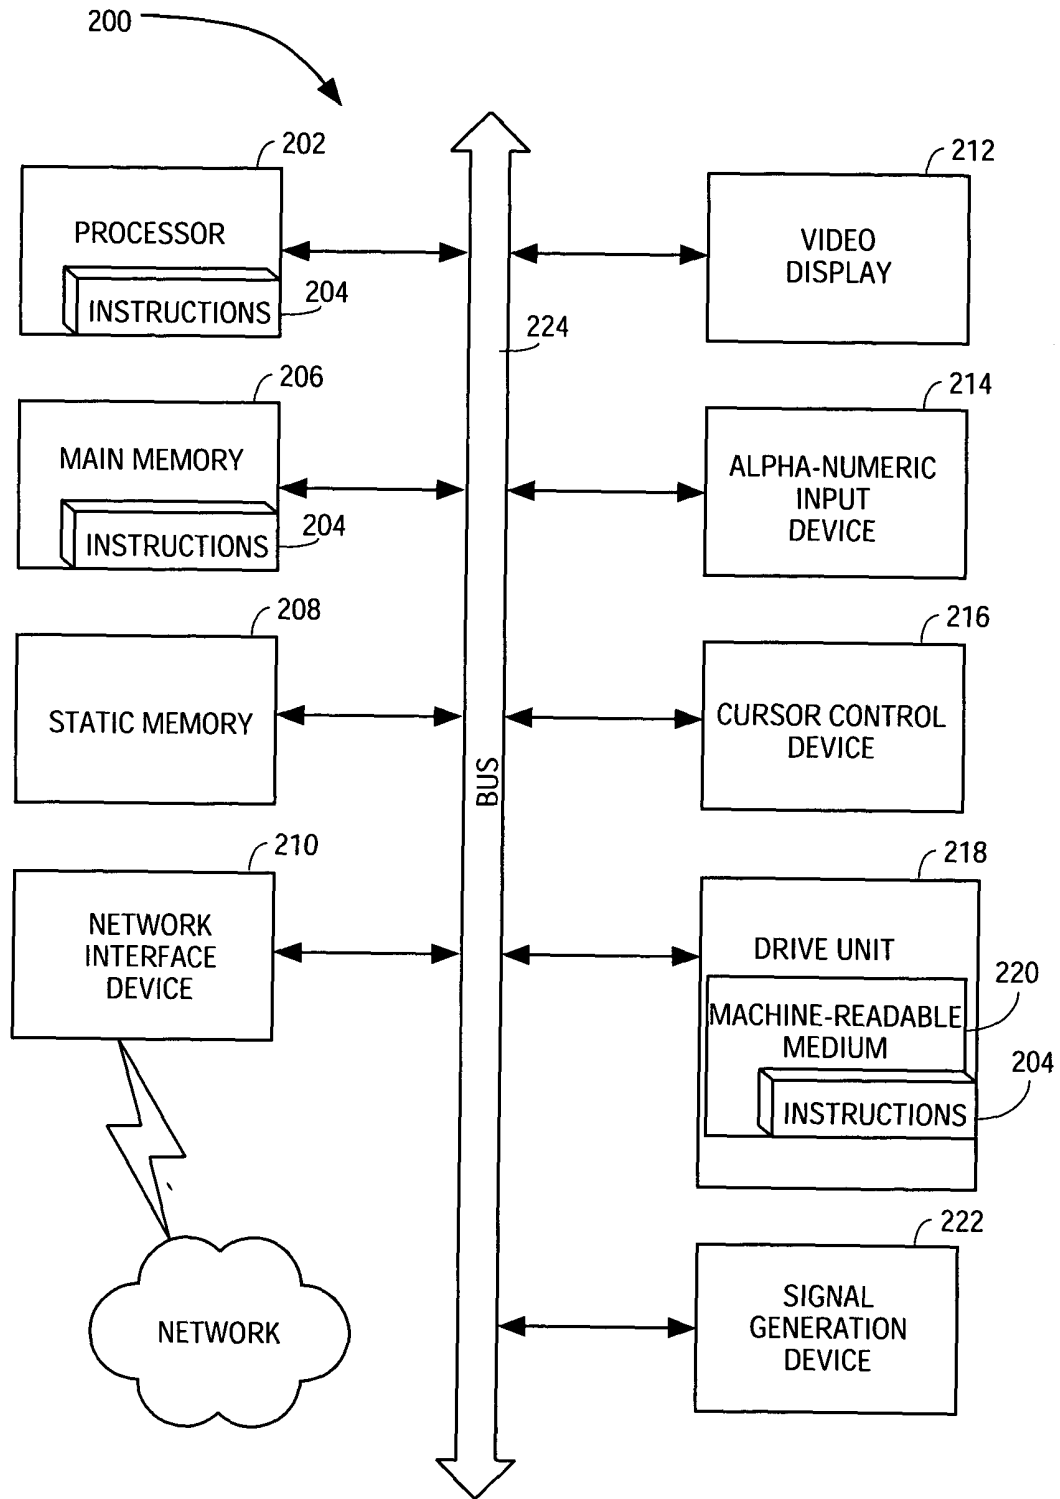 200
202
PROCESSOR
INSTRUCTIONS
204
206
MAIN MEMORY
INSTRUCTIONS
204
208
STATIC MEMORY
210
NETWORK
INTERFACE
DEVICE
NETWORK
224
BUS
212
VIDEO
DISPLAY
214
ALPHA-NUMERIC
INPUT
DEVICE
216
CURSOR CONTROL
DEVICE
218
DRIVE UNIT
220
MACHINE-READABLE
MEDIUM
204
INSTRUCTIONS
222
SIGNAL
GENERATION
DEVICE